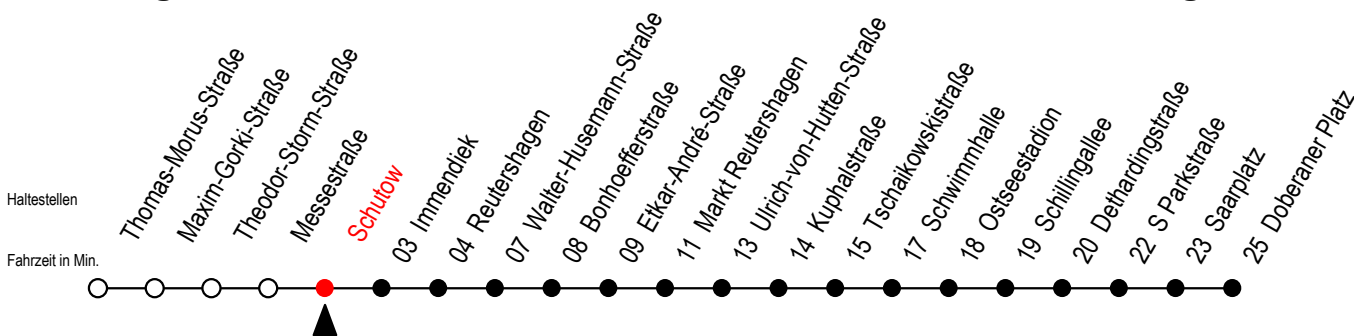 Haltestellen
Fahrzeit in Min.
Thomas-Morus-Straße
Maxim-Gorki-Straße
Theodor-Storm-Straße
Messestraße
Schutow
03 Immendiek
04 Reutershagen
07 Walter-Husemann-Straße
08 Bonhoefferstraße
09 Etkar-André-Straße
11 Markt Reutershagen
13 Ulrich-von-Hutten-Straße
14 Kuphalstraße
15 Tschaikowskistraße
17 Schwimmhalle
18 Ostseestadion
19 Schillingallee
20 Dethardingstraße
22 S Parkstraße
23 Saarplatz
25 Doberaner Platz